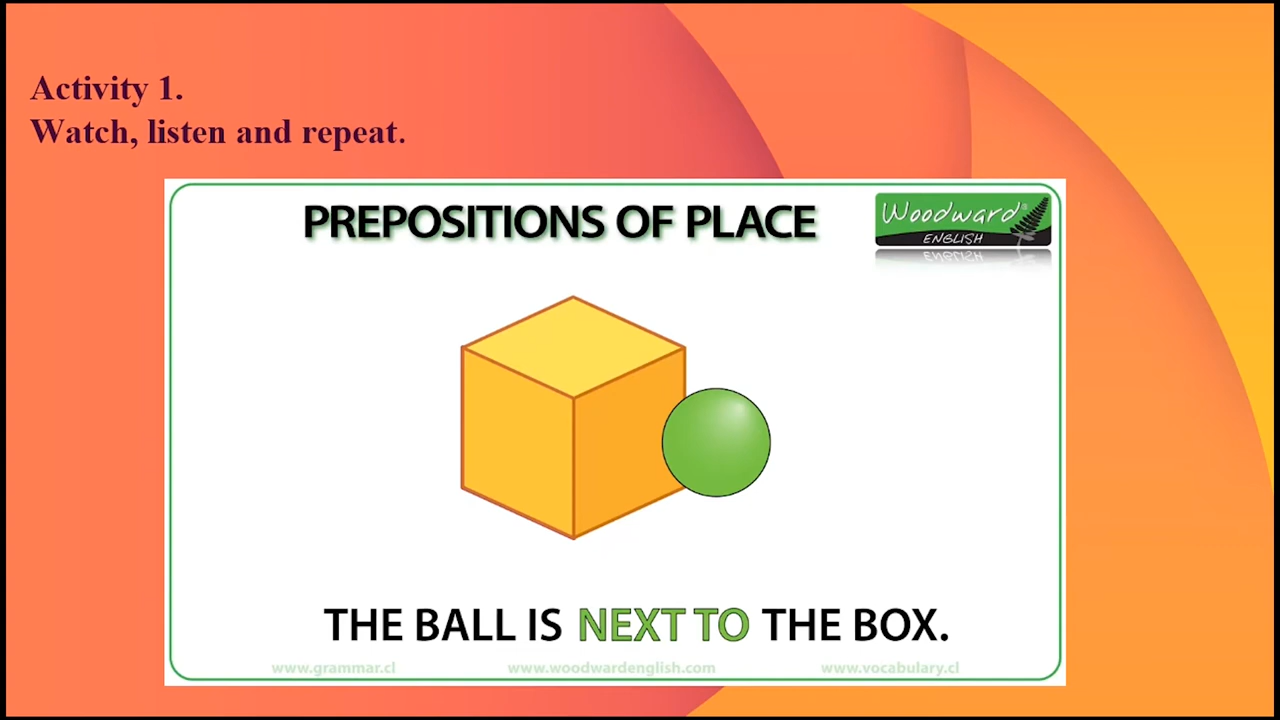 Activity 1.
Watch, listen and repeat.
PREPOSITIONS OF PLACE
Woodward®
ENGLISH
THE BALL IS NEXT TO THE BOX.
www.grammar.cl www.woodwardenglish.com www.vocabulary.cl